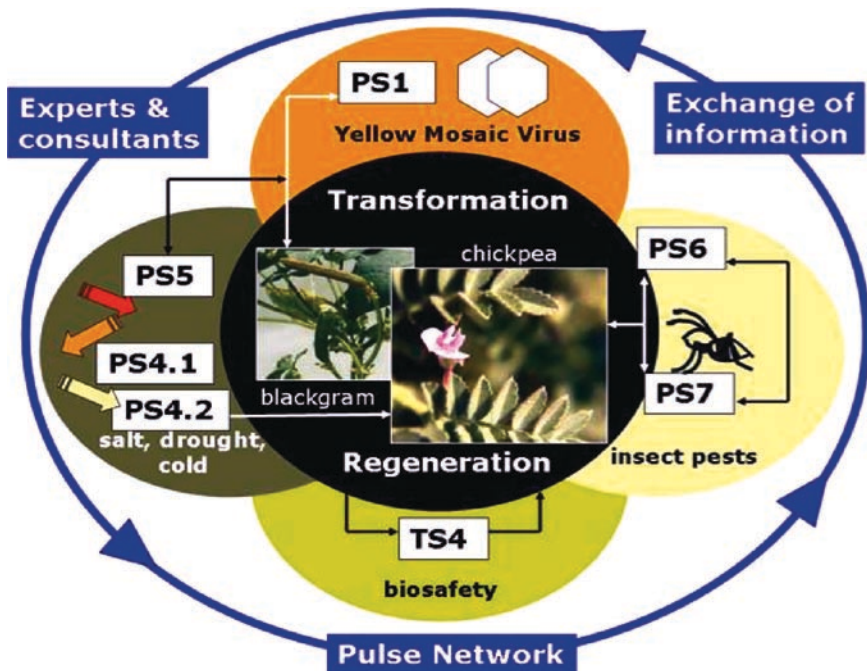 PS1
Yellow Mosaic Virus
Experts &
consultants
Exchange of
information
Transformation
chickpea
PS5
PS6
PS4.1
PS4.2
blackgram
PS7
salt, drought,
cold
Regeneration
insect pests
TS4
biosafety
Pulse Network